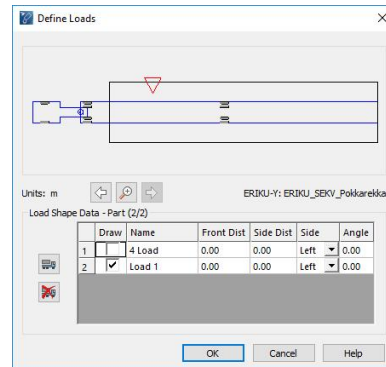 Define Loads
Units: m
ERIKU-Y: ERIKU_SEKV_Pokkarekka
Load Shape Data - Part (2/2)
Draw Name Front Dist Side Dist Side Angle
1 4 Load 0.00 0.00 Left 0.00
2 Load 1 0.00 0.00 Left 0.00
OK Cancel Help